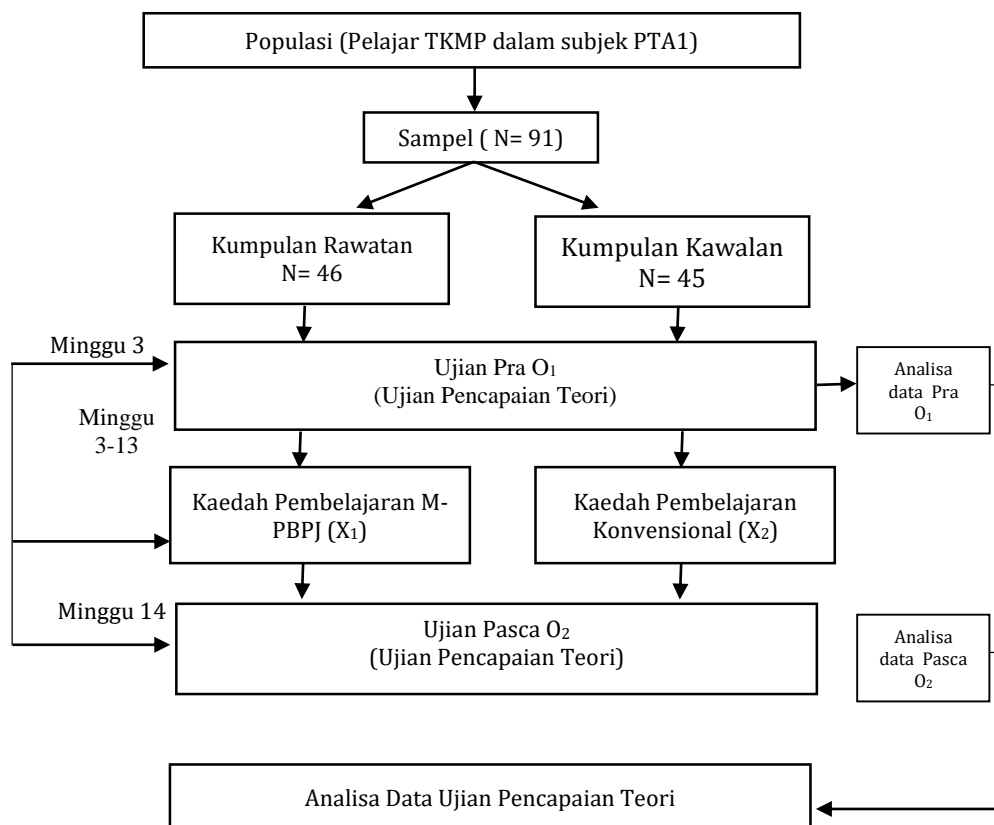 Populasi (Pelajar TKMP dalam subjek PTA1)
Sampel ( N= 91)
Kumpulan Rawatan
N= 46
Kumpulan Kawalan
N= 45
Minggu 3
Ujian Pra O₁
(Ujian Pencapaian Teori)
Analisa
data Pra
O₁
Minggu
3-13
Kaedah Pembelajaran M-
PBPJ (X₁)
Kaedah Pembelajaran
Konvensional (X₂)
Minggu 14
Ujian Pasca O₂
(Ujian Pencapaian Teori)
Analisa
data Pasca
O₂
Analisa Data Ujian Pencapaian Teori